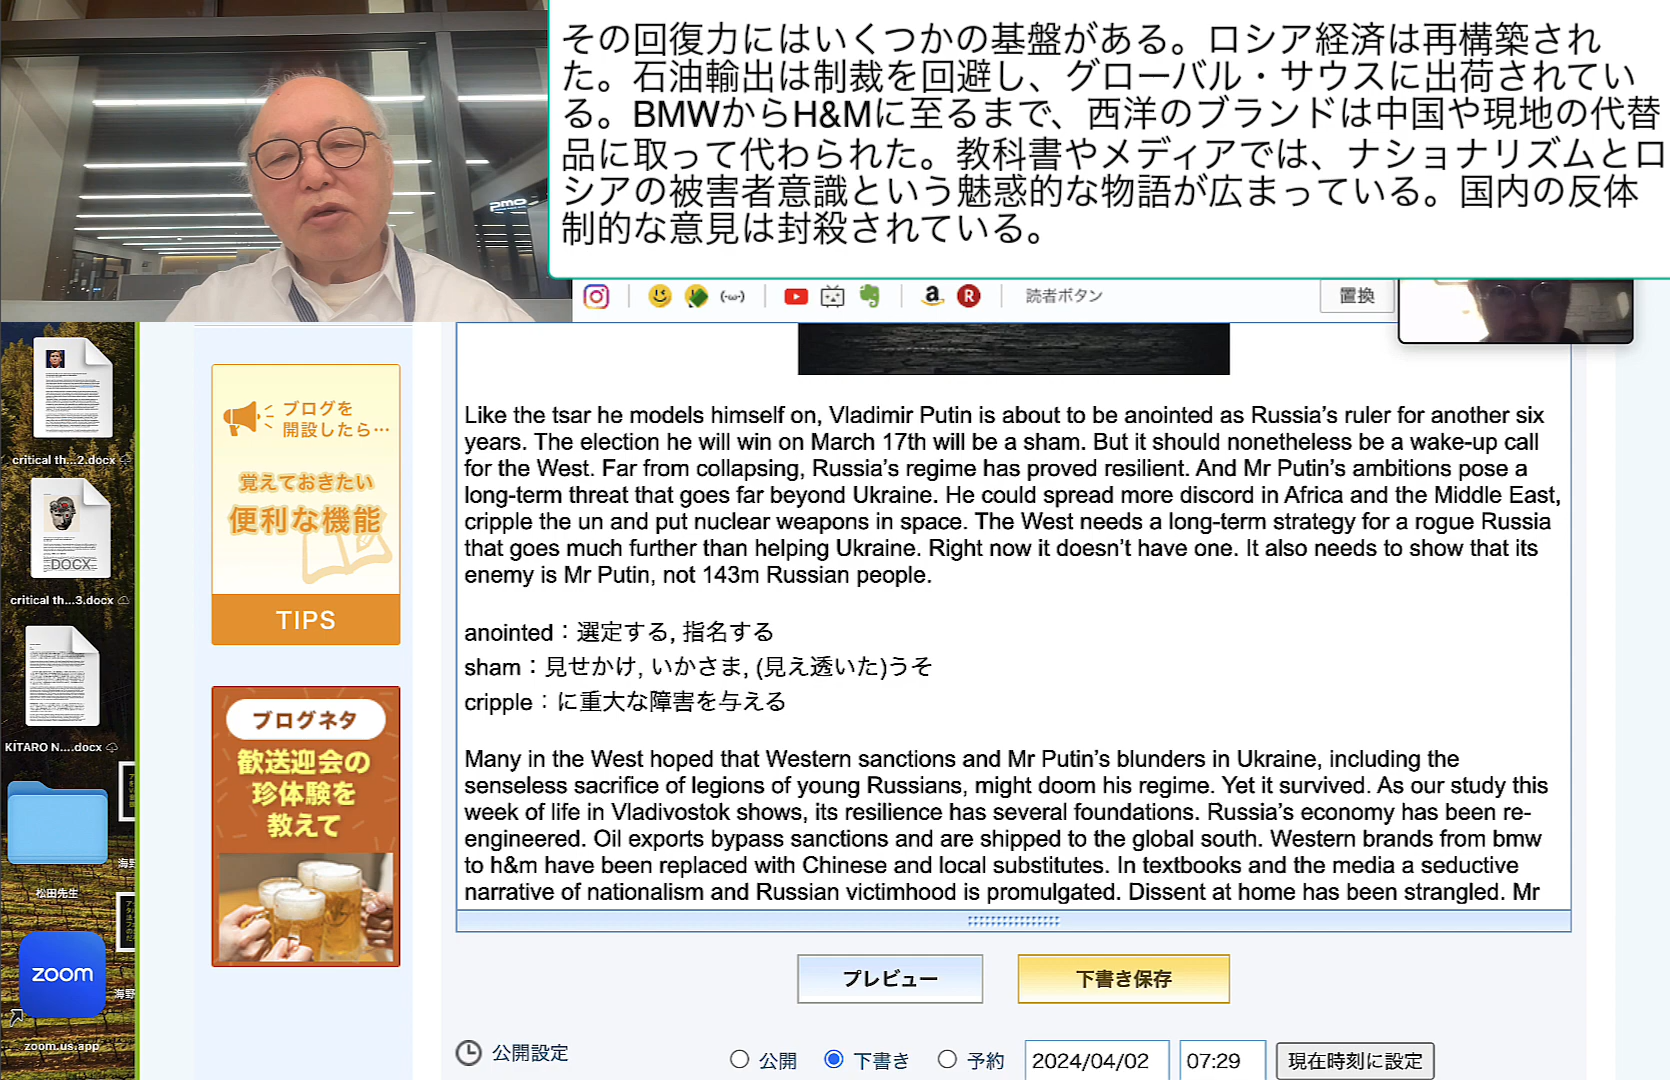 その回復力にはいくつかの基盤がある。ロシア経済は再構築され
た。石油輸出は制裁を回避し、グローバル・サウスに出荷されてい
る。BMWからH&Mに至るまで、西洋のブランドは中国や現地の代替
品に取って代わられた。教科書やメディアでは、ナショナリズムとロ
シアの被害者意識という魅惑的な物語が広まっている。国内の反体
制的な意見は封殺されている。
pmo
読者ボタン
置換
Like the tsar he models himself on, Vladimir Putin is about to be anointed as Russia’s ruler for another six
years. The election he will win on March 17th will be a sham. But it should nonetheless be a wake-up call
for the West. Far from collapsing, Russia’s regime has proved resilient. And Mr Putin’s ambitions pose a
long-term threat that goes far beyond Ukraine. He could spread more discord in Africa and the Middle East,
cripple the un and put nuclear weapons in space. The West needs a long-term strategy for a rogue Russia
that goes much further than helping Ukraine. Right now it doesn’t have one. It also needs to show that its
enemy is Mr Putin, not 143m Russian people.
anointed：選定する, 指名する
sham：見せかけ, いかさま, (見え透いた)うそ
cripple：に重大な障害を与える
Many in the West hoped that Western sanctions and Mr Putin’s blunders in Ukraine, including the
senseless sacrifice of legions of young Russians, might doom his regime. Yet it survived. As our study this
week of life in Vladivostok shows, its resilience has several foundations. Russia’s economy has been re-
engineered. Oil exports bypass sanctions and are shipped to the global south. Western brands from bmw
to h&m have been replaced with Chinese and local substitutes. In textbooks and the media a seductive
narrative of nationalism and Russian victimhood is promulgated. Dissent at home has been strangled. Mr
プレビュー
下書き保存
公開設定
公開
下書き
予約
2024/04/02
07:29
現在時刻に設定
ブログを
開設したら…
覚えておきたい
便利な機能
TIPS
ブログネタ
歓送迎会の
珍体験を
教えて
critical th...2.docx
DOCX
critical th...3.docx
KITARO N....docx
松田先生
海野
zoom
海野
zoom.us.app